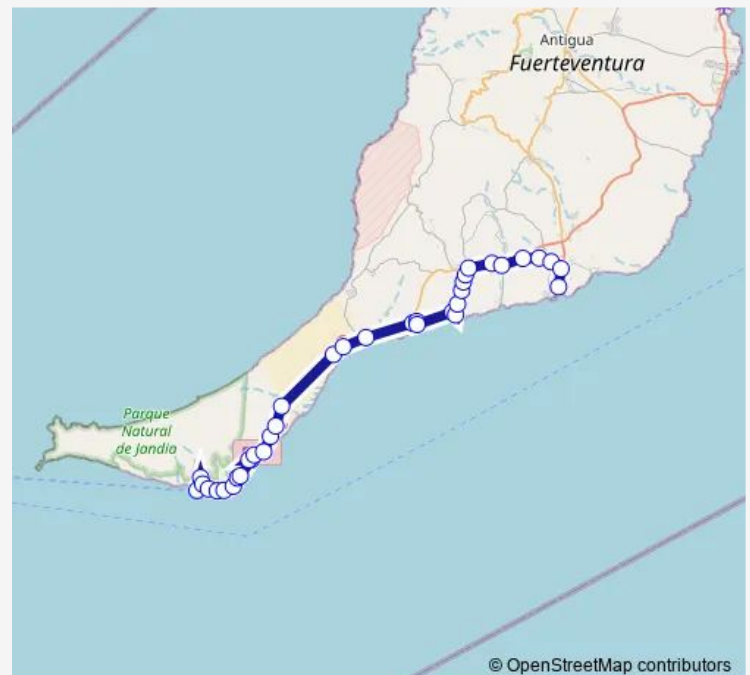 Antigua
Fuerteventura
Parque
Natural
de Jandía
© OpenStreetMap contributors